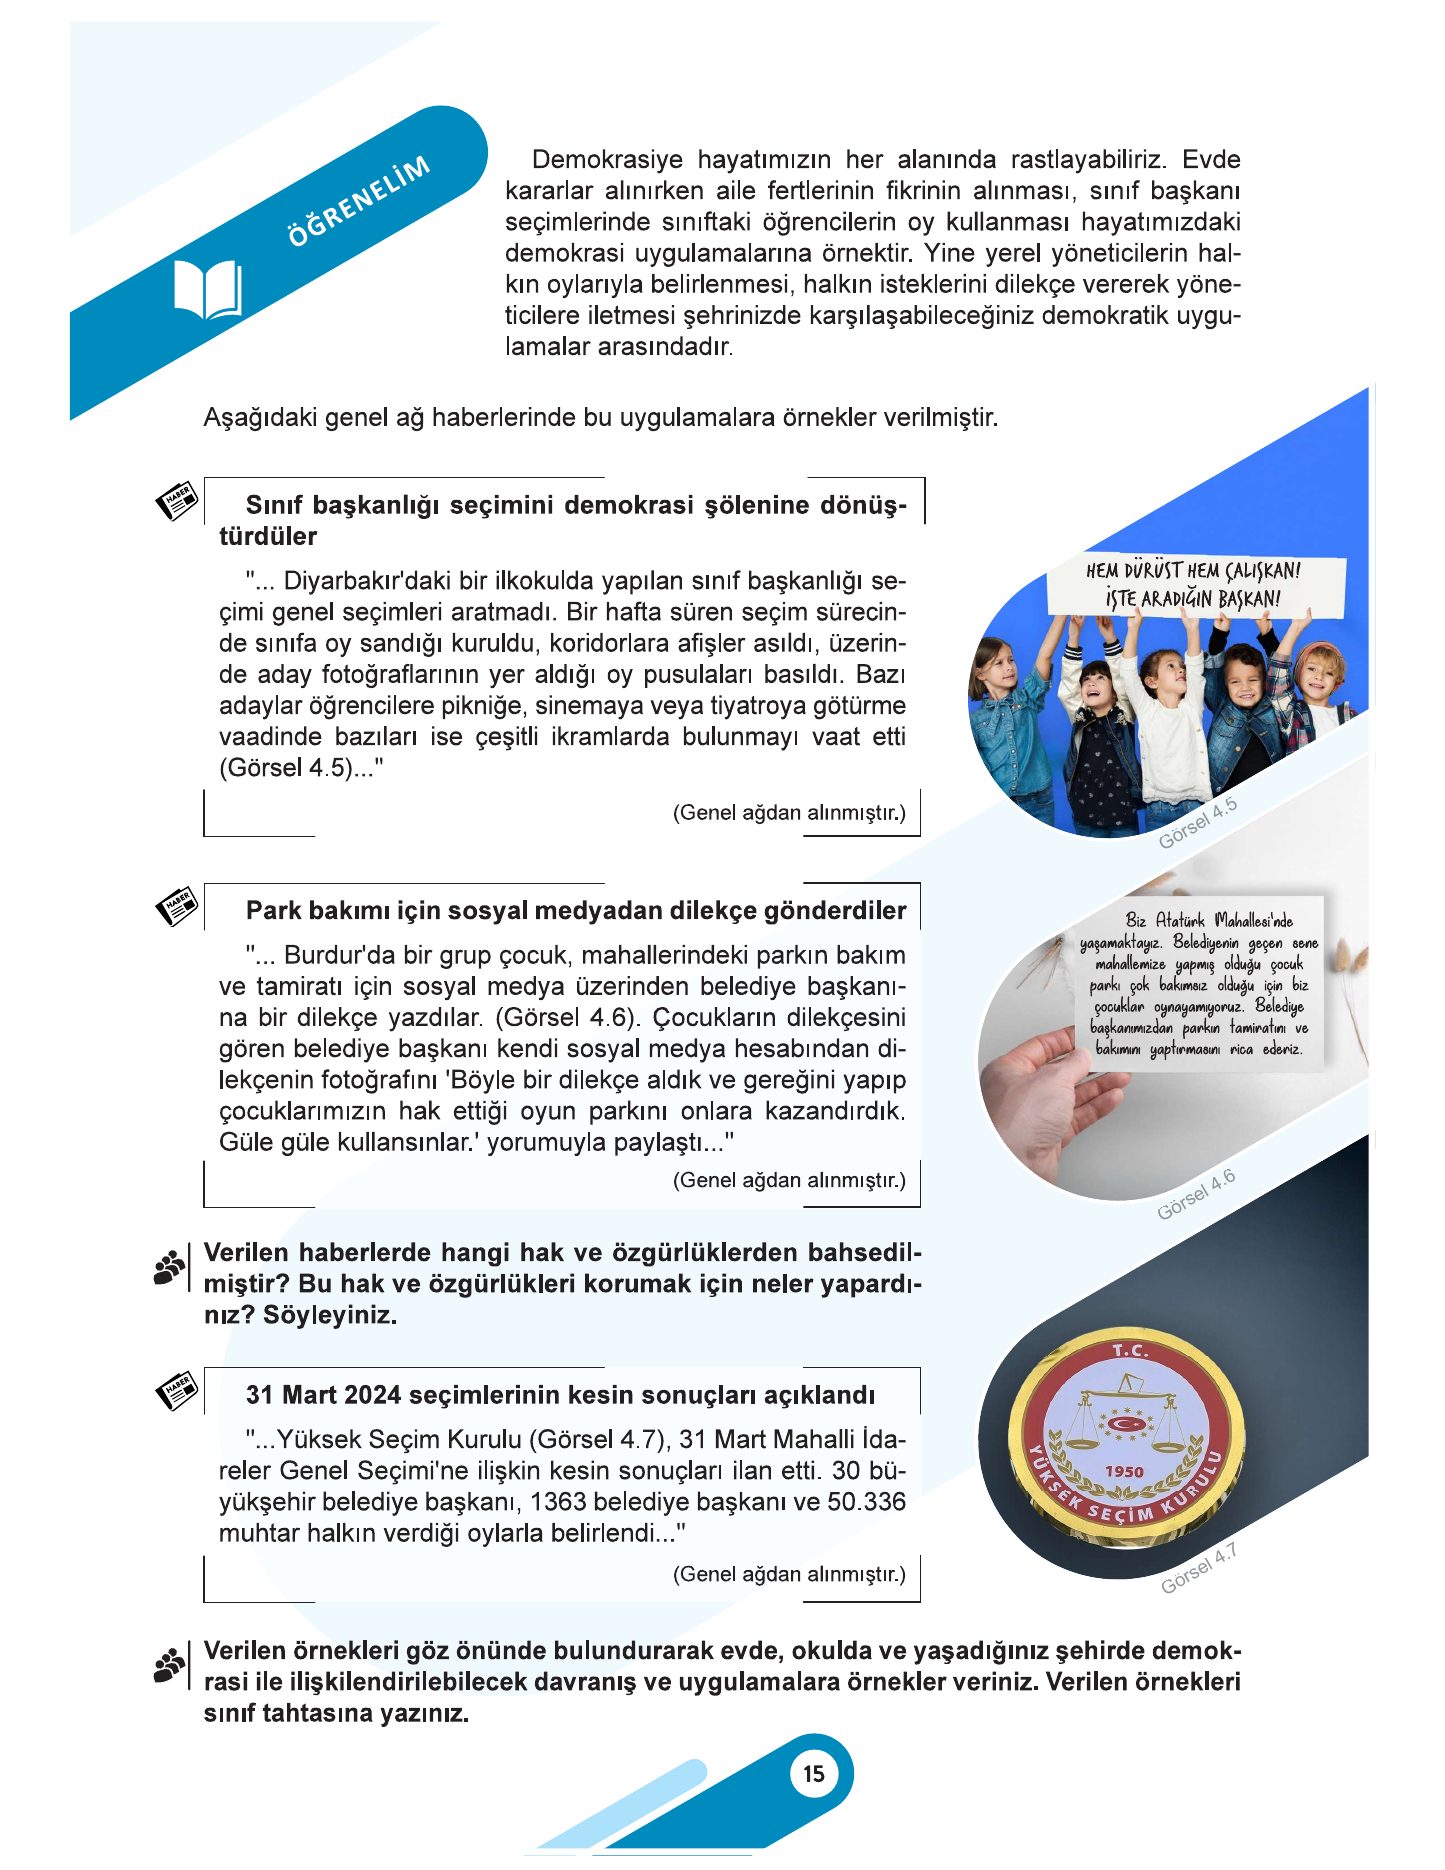 ÖĞRENELİM
Demokrasiye hayatımızın her alanında rastlayabiliriz. Evde
kararlar alınırken aile fertlerinin fikrinin alınması, sınıf başkanı
seçimlerinde sınıftaki öğrencilerin oy kullanması hayatımızdaki
demokrasi uygulamalarına örnektir. Yine yerel yöneticilerin hal-
kın oylarıyla belirlenmesi, halkın isteklerini dilekçe vererek yöne-
ticilere iletmesi şehrinizde karşılaşabileceğiniz demokratik uygu-
lamalar arasındadır.
Aşağıdaki genel ağ haberlerinde bu uygulamalara örnekler verilmiştir.
HABER
Sınıf başkanlığı seçimini demokrasi şölenine dönüş-
türdüler
"... Diyarbakır'daki bir ilkokulda yapılan sınıf başkanlığı se-
çimi genel seçimleri aratmadı. Bir hafta süren seçim sürecin-
de sınıfa oy sandığı kuruldu, koridorlara afişler asıldı, üzerin-
de aday fotoğraflarının yer aldığı oy pusulaları basıldı. Bazı
adaylar öğrencilere pikniğe, sinemaya veya tiyatroya götürme
vaadinde bazıları ise çeşitli ikramlarda bulunmayı vaat etti
(Görsel 4.5)..."
(Genel ağdan alınmıştır.)
HEM DÜRÜST HEM ÇALIŞKAN!
İŞTE ARADIĞIN BAŞKAN!
Görsel 4.5
HABER
Park bakımı için sosyal medyadan dilekçe gönderdiler
"... Burdur'da bir grup çocuk, mahallerindeki parkın bakım
ve tamiratı için sosyal medya üzerinden belediye başkanı-
na bir dilekçe yazdılar. (Görsel 4.6). Çocukların dilekçesini
gören belediye başkanı kendi sosyal medya hesabından di-
lekçenin fotoğrafını 'Böyle bir dilekçe aldık ve gereğini yapıp
çocuklarımızın hak ettiği oyun parkını onlara kazandırdık.
Güle güle kullansınlar.' yorumuyla paylaştı..."
(Genel ağdan alınmıştır.)
Biz Atatürk Mahallesi'nde
yaşamaktayız. Belediyenin geçen sene
mahallemize yapmış olduğu çocuk
parkı çok bakımsız olduğu için biz
çocuklar oynayamıyoruz. Belediye
başkanımızdan parkın tamiratını ve
bakımını yaptırmasını rica ederiz.
Görsel 4.6
Verilen haberlerde hangi hak ve özgürlüklerden bahsedil-
miştir? Bu hak ve özgürlükleri korumak için neler yapardı-
nız? Söyleyiniz.
HABER
31 Mart 2024 seçimlerinin kesin sonuçları açıklandı
"...Yüksek Seçim Kurulu (Görsel 4.7), 31 Mart Mahalli İda-
reler Genel Seçimi'ne ilişkin kesin sonuçları ilan etti. 30 bü-
yükşehir belediye başkanı, 1363 belediye başkanı ve 50.336
muhtar halkın verdiği oylarla belirlendi..."
(Genel ağdan alınmıştır.)
T.C.
1950
YÜKSEK SEÇİM KURULU
Görsel 4.7
Verilen örnekleri göz önünde bulundurarak evde, okulda ve yaşadığınız şehirde demok-
rasi ile ilişkilendirilebilecek davranış ve uygulamalara örnekler veriniz. Verilen örnekleri
sınıf tahtasına yazınız.
15